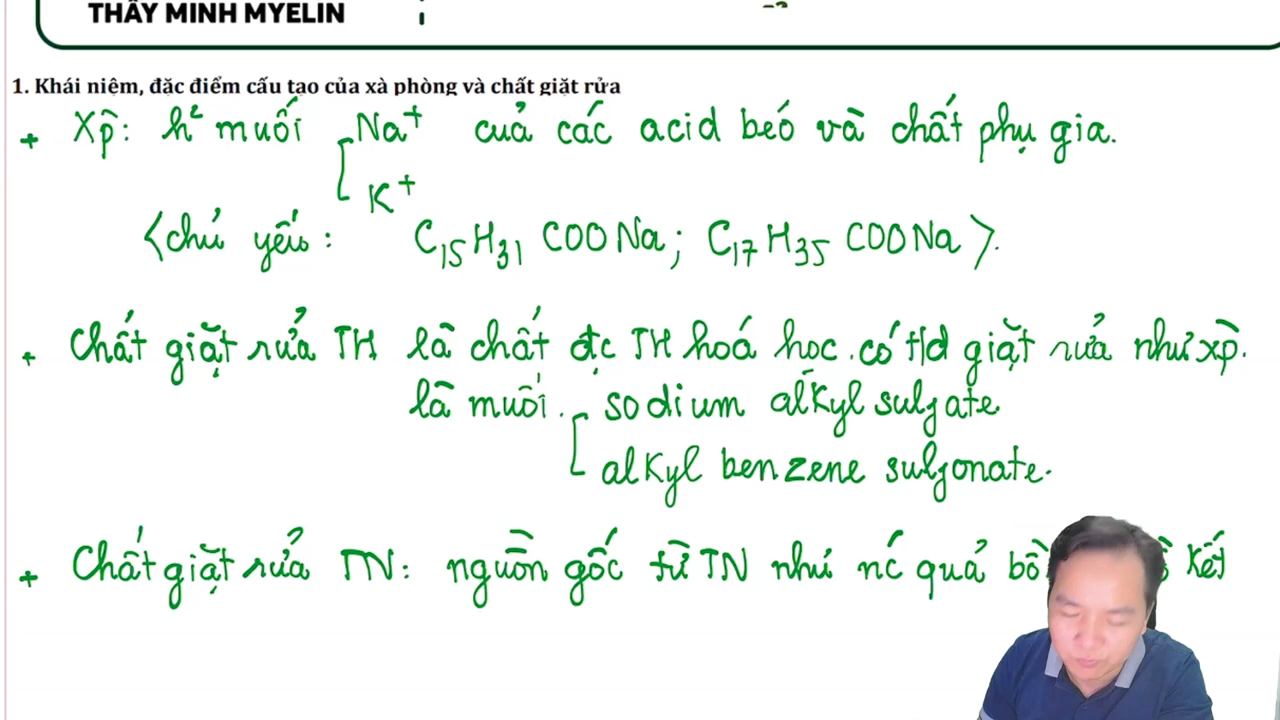 THẦY MINH MYELIN
1. Khái niệm, đặc điểm cấu tạo của xà phòng và chất giặt rửa
+ Xp̀: h² muối Na⁺ của các acid béo và chất phụ gia.
K⁺
<chủ yếu: C₁₅H₃₁COONa; C₁₇H₃₅COONa>.
+ Chất giặt rửa TH là chất đc TH hoá học. có t/d giặt rửa như xp̀.
là muối. sodium alkyl sulfate
alkyl benzene sulfonate.
+ Chất giặt rửa TN: nguồn gốc từ TN như nc quả bồ kết